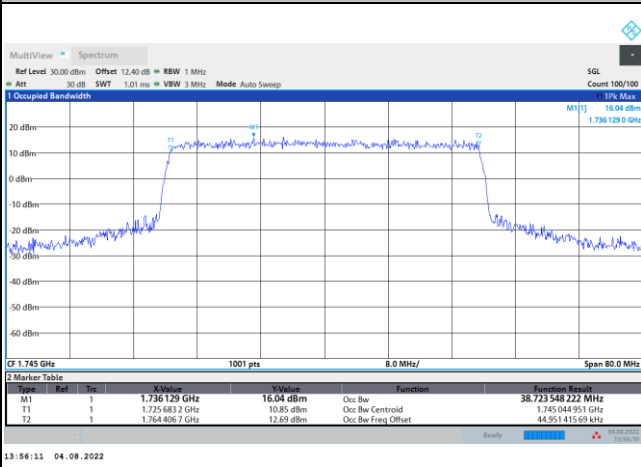 MultiView Spectrum
Ref Level 30.00 dBm Offset 12.40 dB RBW 1 MHz SGL
Att 30 dB SWT 1.01 ms VBW 3 MHz Mode Auto Sweep Count 100/100
1 Occupied Bandwidth 1Pk Max
M1[1] 16.04 dBm
1.736 129 0 GHz
20 dBm
T1
M1
T2
10 dBm
0 dBm
-10 dBm
-20 dBm
-30 dBm
-40 dBm
-50 dBm
-60 dBm
CF 1.745 GHz 1001 pts 8.0 MHz/ Span 80.0 MHz
2 Marker Table
Type Ref Trc X-Value Y-Value Function Function Result
M1 1 1.736129 GHz 16.04 dBm Occ Bw 38.723 548 222 MHz
T1 1 1.725 683 2 GHz 10.85 dBm Occ Bw Centroid 1.745 044 951 GHz
T2 1 1.764 406 7 GHz 12.69 dBm Occ Bw Freq Offset 44.951 415 69 kHz
Ready 04.08.2022
13:56:10
13:56:11 04.08.2022